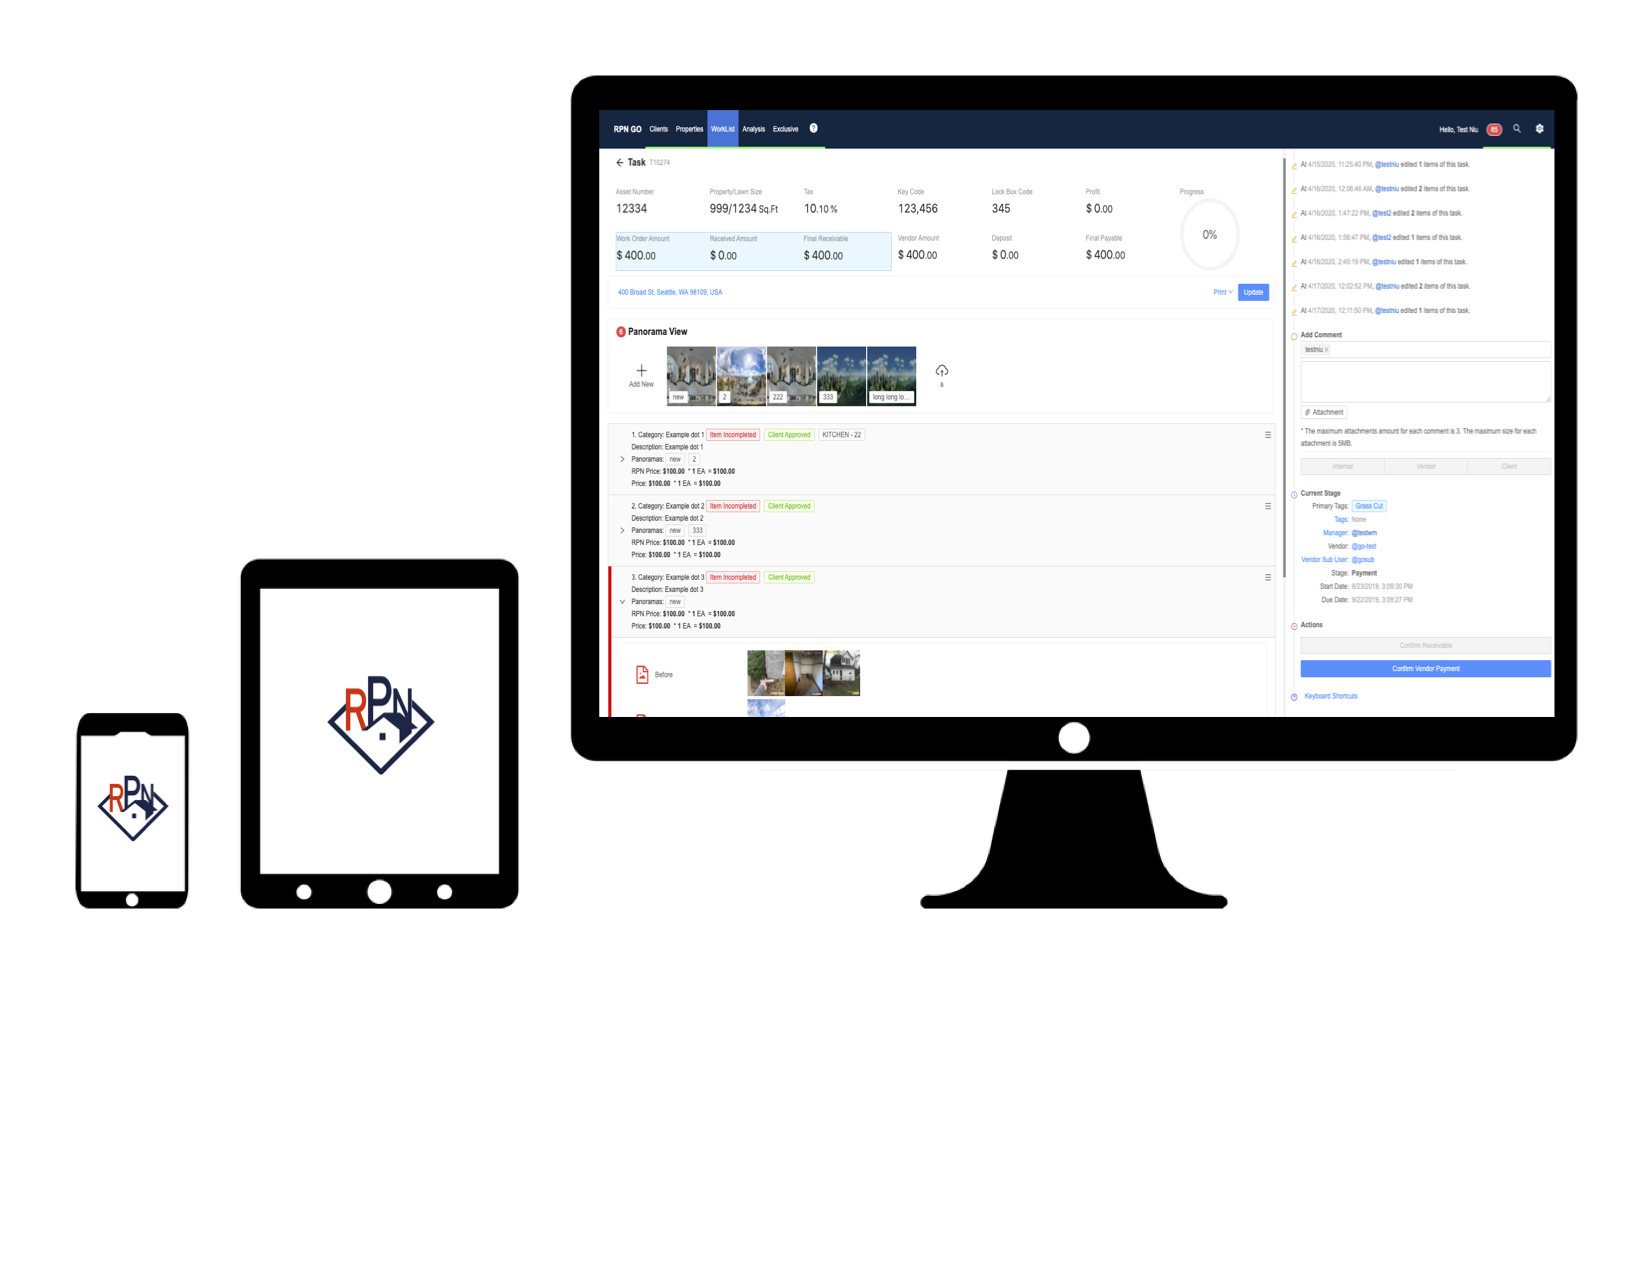 RPN GO Clients Properties WorkList Analysis Exclusive ?
Hello, Test Niu 85
Task T10274
Asset Number Property/Lawn Size Tax Key Code Lock Box Code Profit Progress
12334 999/1234 Sq.Ft 10.10 % 123,456 345 $ 0.00
0%
Work Order Amount Received Amount Final Receivable Vendor Amount Deposit Final Payable
$ 400.00 $ 0.00 $ 400.00 $ 400.00 $ 0.00 $ 400.00
400 Broad St, Seattle, WA 98109, USA
Print Update
6 Panorama View
Add New
new 2 222 333 long long lo...
a
1. Category: Example dot 1 Item Incompleted Client Approved KITCHEN - 22
Description: Example dot 1
Panoramas: new 2
RPN Price: $100.00 * 1 EA = $100.00
Price: $100.00 * 1 EA = $100.00
2. Category: Example dot 2 Item Incompleted Client Approved
Description: Example dot 2
Panoramas: new 333
RPN Price: $100.00 * 1 EA = $100.00
Price: $100.00 * 1 EA = $100.00
3. Category: Example dot 3 Item Incompleted Client Approved
Description: Example dot 3
Panoramas: new
RPN Price: $100.00 * 1 EA = $100.00
Price: $100.00 * 1 EA = $100.00
Before
At 4/15/2020, 11:25:40 PM, @testniu edited 1 items of this task.
At 4/16/2020, 12:06:46 AM, @testniu edited 2 items of this task.
At 4/16/2020, 1:47:22 PM, @test2 edited 2 items of this task.
At 4/16/2020, 1:56:47 PM, @test2 edited 1 items of this task.
At 4/16/2020, 2:45:19 PM, @testniu edited 1 items of this task.
At 4/17/2020, 12:02:52 PM, @testniu edited 2 items of this task.
At 4/17/2020, 12:11:50 PM, @testniu edited 1 items of this task.
Add Comment
testniu X
Attachment
* The maximum attachments amount for each comment is 3. The maximum size for each
attachment is 5MB.
Internal Vendor Client
Current Stage
Primary Tags: Grass Cut
Tags: None
Manager: @testwm
Vendor: @go-test
Vendor Sub User: @gosub
Stage: Payment
Start Date: 8/23/2019, 3:09:30 PM
Due Date: 9/22/2019, 3:09:27 PM
Actions
Confirm Receivable
Confirm Vendor Payment
Keyboard Shortcuts
RPN
RPN